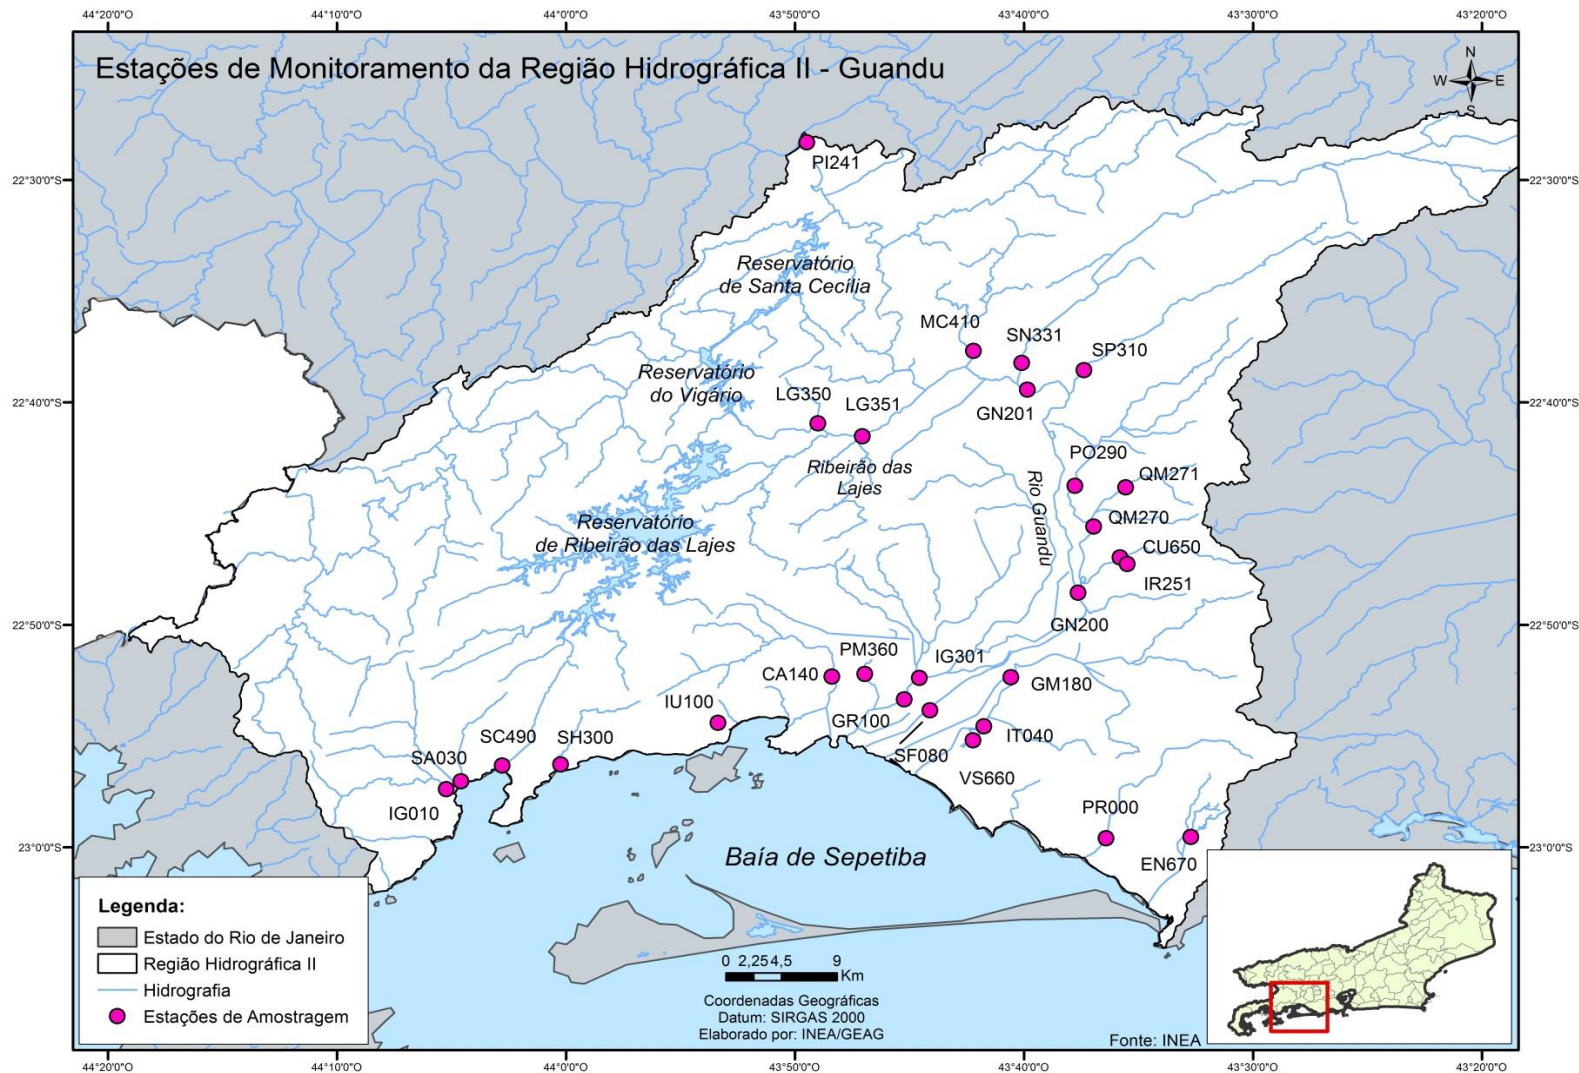 44°20'0"O 44°10'0"O 44°0'0"O 43°50'0"O 43°40'0"O 43°30'0"O 43°20'0"O
Estações de Monitoramento da Região Hidrográfica II - Guandu
N
W E
S
PI241
22°30'0"S 22°30'0"S
Reservatório
de Santa Cecília
MC410
SN331
SP310
Reservatório
do Vigário
LG350
LG351
GN201
22°40'0"S 22°40'0"S
PO290
Ribeirão das
Lajes
QM271
Rio Guandu
QM270
Reservatório
de Ribeirão das Lajes
CU650
IR251
GN200
22°50'0"S 22°50'0"S
PM360
IG301
CA140
GM180
IU100
GR100
SC490
SH300
IT040
SF080
SA030
VS660
IG010
PR000
EN670
23°0'0"S 23°0'0"S
Baía de Sepetiba
Legenda:
Estado do Rio de Janeiro
Região Hidrográfica II
Hidrografia
Estações de Amostragem
0 2,25 4,5 9
Km
Coordenadas Geográficas
Datum: SIRGAS 2000
Elaborado por: INEA/GEAG
Fonte: INEA
44°20'0"O 44°10'0"O 44°0'0"O 43°50'0"O 43°40'0"O 43°30'0"O 43°20'0"O